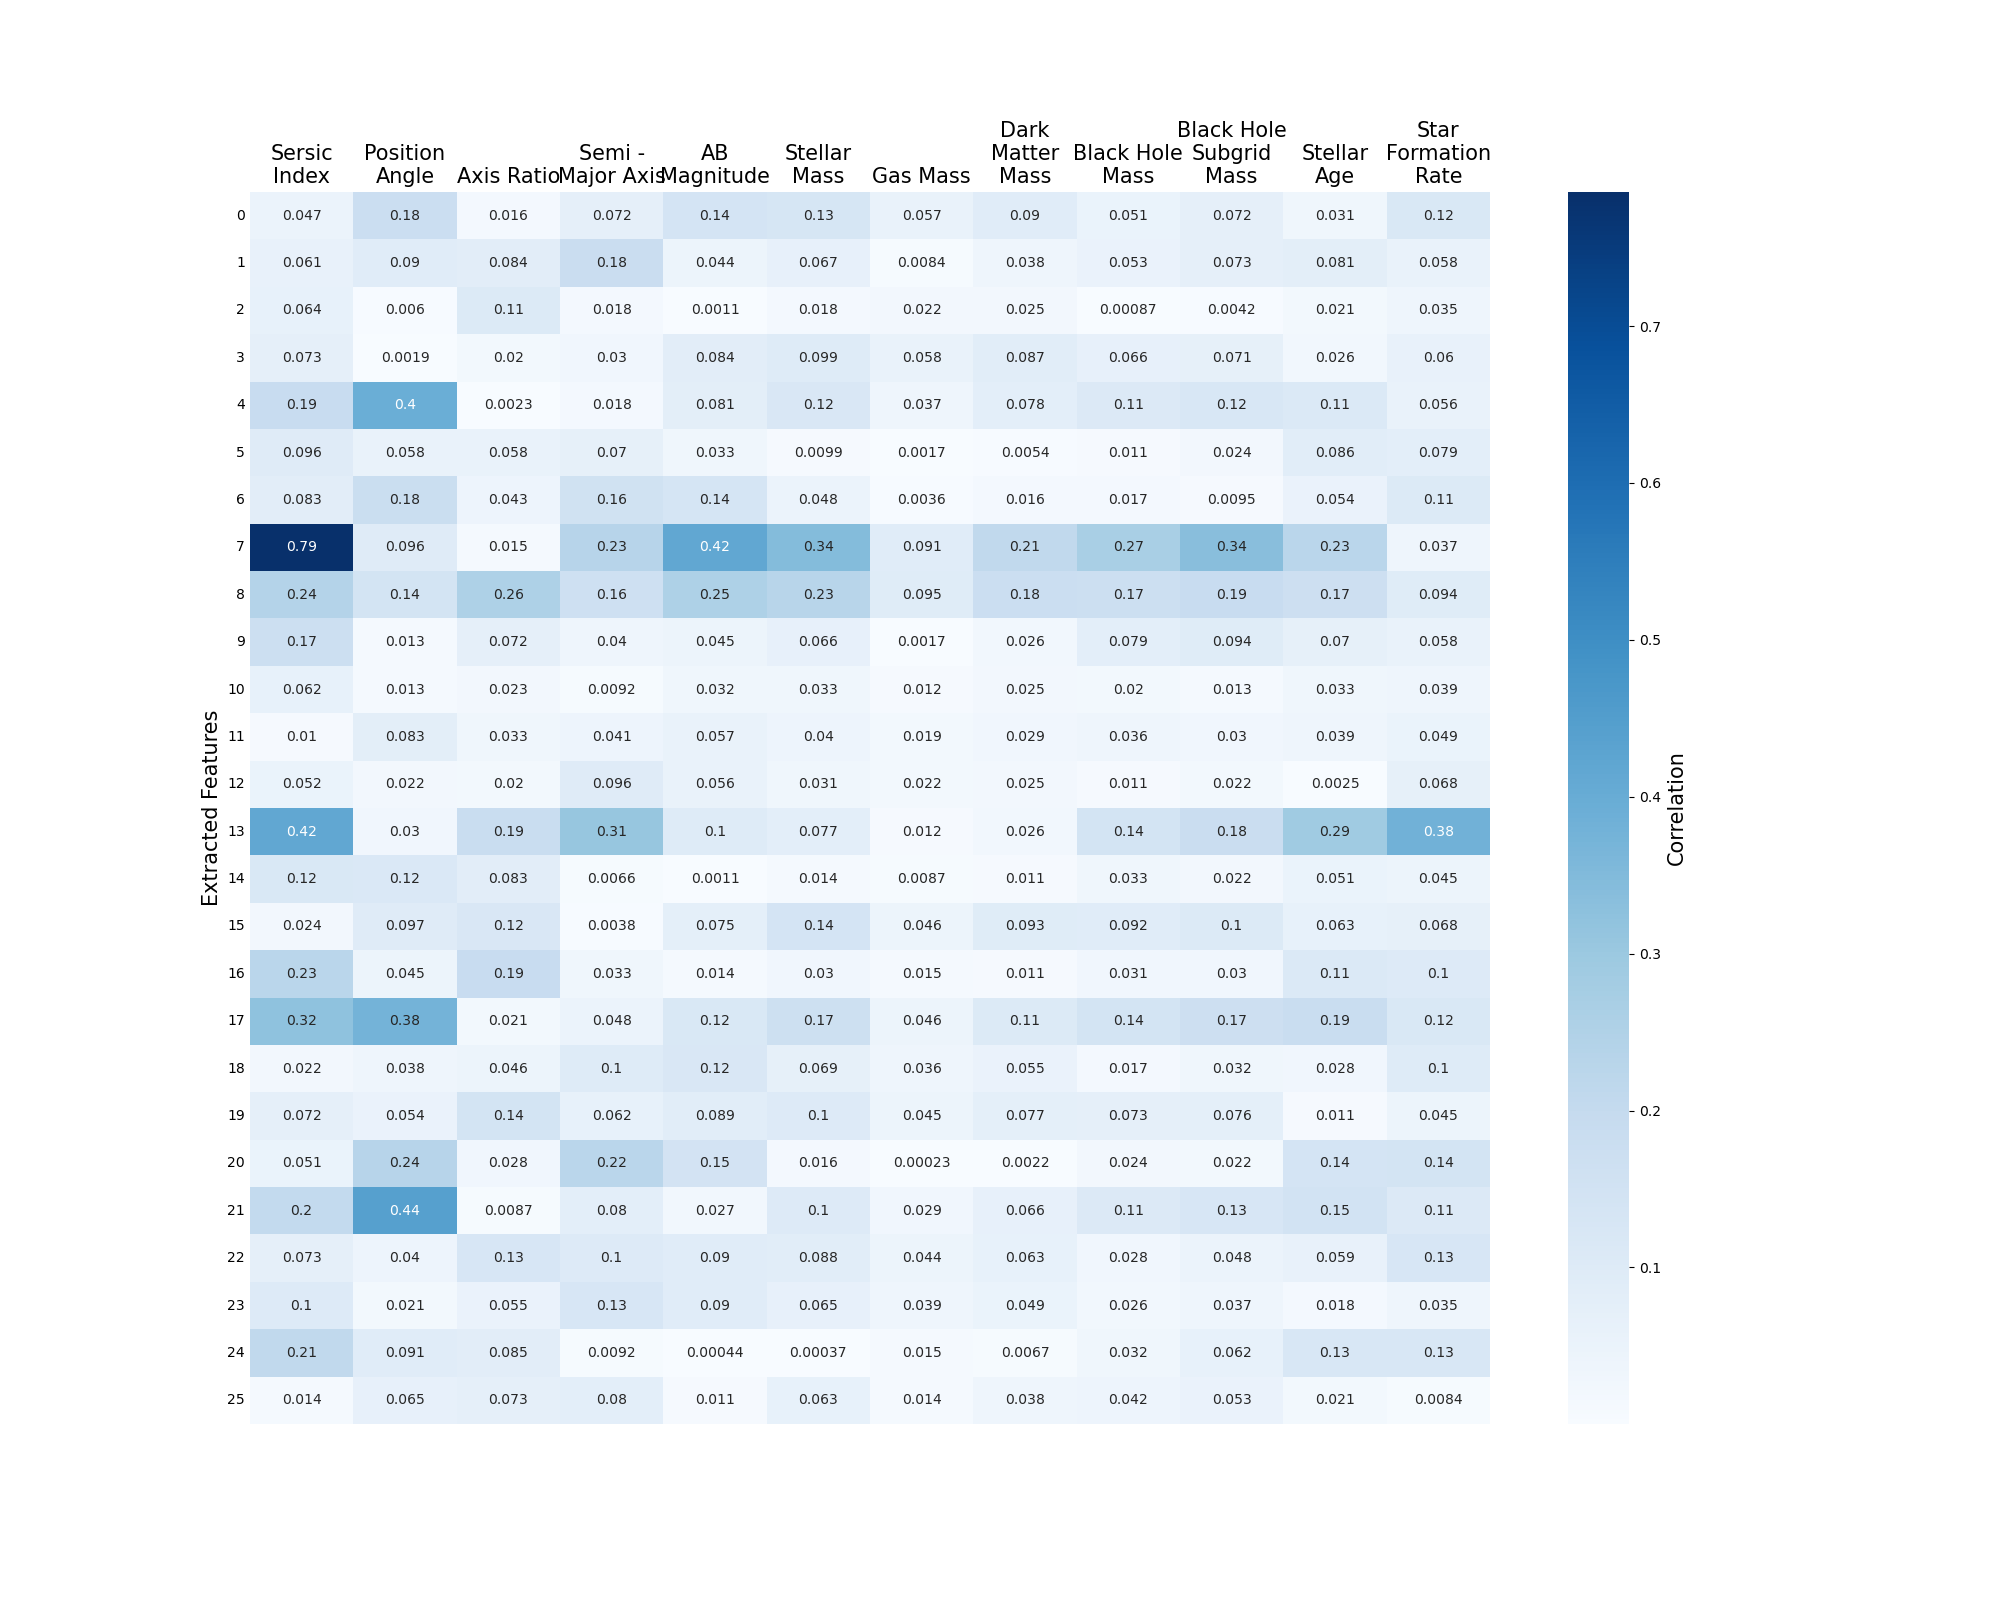 Sersic Index
Position Angle
Axis Ratio
Semi - Major Axis
AB Magnitude
Stellar Mass
Gas Mass
Dark Matter Mass
Black Hole Mass
Black Hole Subgrid Mass
Stellar Age
Star Formation Rate
0 0.047 0.18 0.016 0.072 0.14 0.13 0.057 0.09 0.051 0.072 0.031 0.12
1 0.061 0.09 0.084 0.18 0.044 0.067 0.0084 0.038 0.053 0.073 0.081 0.058
2 0.064 0.006 0.11 0.018 0.0011 0.018 0.022 0.025 0.00087 0.0042 0.021 0.035
3 0.073 0.0019 0.02 0.03 0.084 0.099 0.058 0.087 0.066 0.071 0.026 0.06
4 0.19 0.4 0.0023 0.018 0.081 0.12 0.037 0.078 0.11 0.12 0.11 0.056
5 0.096 0.058 0.058 0.07 0.033 0.0099 0.0017 0.0054 0.011 0.024 0.086 0.079
6 0.083 0.18 0.043 0.16 0.14 0.048 0.0036 0.016 0.017 0.0095 0.054 0.11
7 0.79 0.096 0.015 0.23 0.42 0.34 0.091 0.21 0.27 0.34 0.23 0.037
8 0.24 0.14 0.26 0.16 0.25 0.23 0.095 0.18 0.17 0.19 0.17 0.094
9 0.17 0.013 0.072 0.04 0.045 0.066 0.0017 0.026 0.079 0.094 0.07 0.058
10 0.062 0.013 0.023 0.0092 0.032 0.033 0.012 0.025 0.02 0.013 0.033 0.039
11 0.01 0.083 0.033 0.041 0.057 0.04 0.019 0.029 0.036 0.03 0.039 0.049
12 0.052 0.022 0.02 0.096 0.056 0.031 0.022 0.025 0.011 0.022 0.0025 0.068
13 0.42 0.03 0.19 0.31 0.1 0.077 0.012 0.026 0.14 0.18 0.29 0.38
14 0.12 0.12 0.083 0.0066 0.0011 0.014 0.0087 0.011 0.033 0.022 0.051 0.045
15 0.024 0.097 0.12 0.0038 0.075 0.14 0.046 0.093 0.092 0.1 0.063 0.068
16 0.23 0.045 0.19 0.033 0.014 0.03 0.015 0.011 0.031 0.03 0.11 0.1
17 0.32 0.38 0.021 0.048 0.12 0.17 0.046 0.11 0.14 0.17 0.19 0.12
18 0.022 0.038 0.046 0.1 0.12 0.069 0.036 0.055 0.017 0.032 0.028 0.1
19 0.072 0.054 0.14 0.062 0.089 0.1 0.045 0.077 0.073 0.076 0.011 0.045
20 0.051 0.24 0.028 0.22 0.15 0.016 0.00023 0.0022 0.024 0.022 0.14 0.14
21 0.2 0.44 0.0087 0.08 0.027 0.1 0.029 0.066 0.11 0.13 0.15 0.11
22 0.073 0.04 0.13 0.1 0.09 0.088 0.044 0.063 0.028 0.048 0.059 0.13
23 0.1 0.021 0.055 0.13 0.09 0.065 0.039 0.049 0.026 0.037 0.018 0.035
24 0.21 0.091 0.085 0.0092 0.00044 0.00037 0.015 0.0067 0.032 0.062 0.13 0.13
25 0.014 0.065 0.073 0.08 0.011 0.063 0.014 0.038 0.042 0.053 0.021 0.0084
Extracted Features
0.7
0.6
0.5
0.4
0.3
0.2
0.1
Correlation